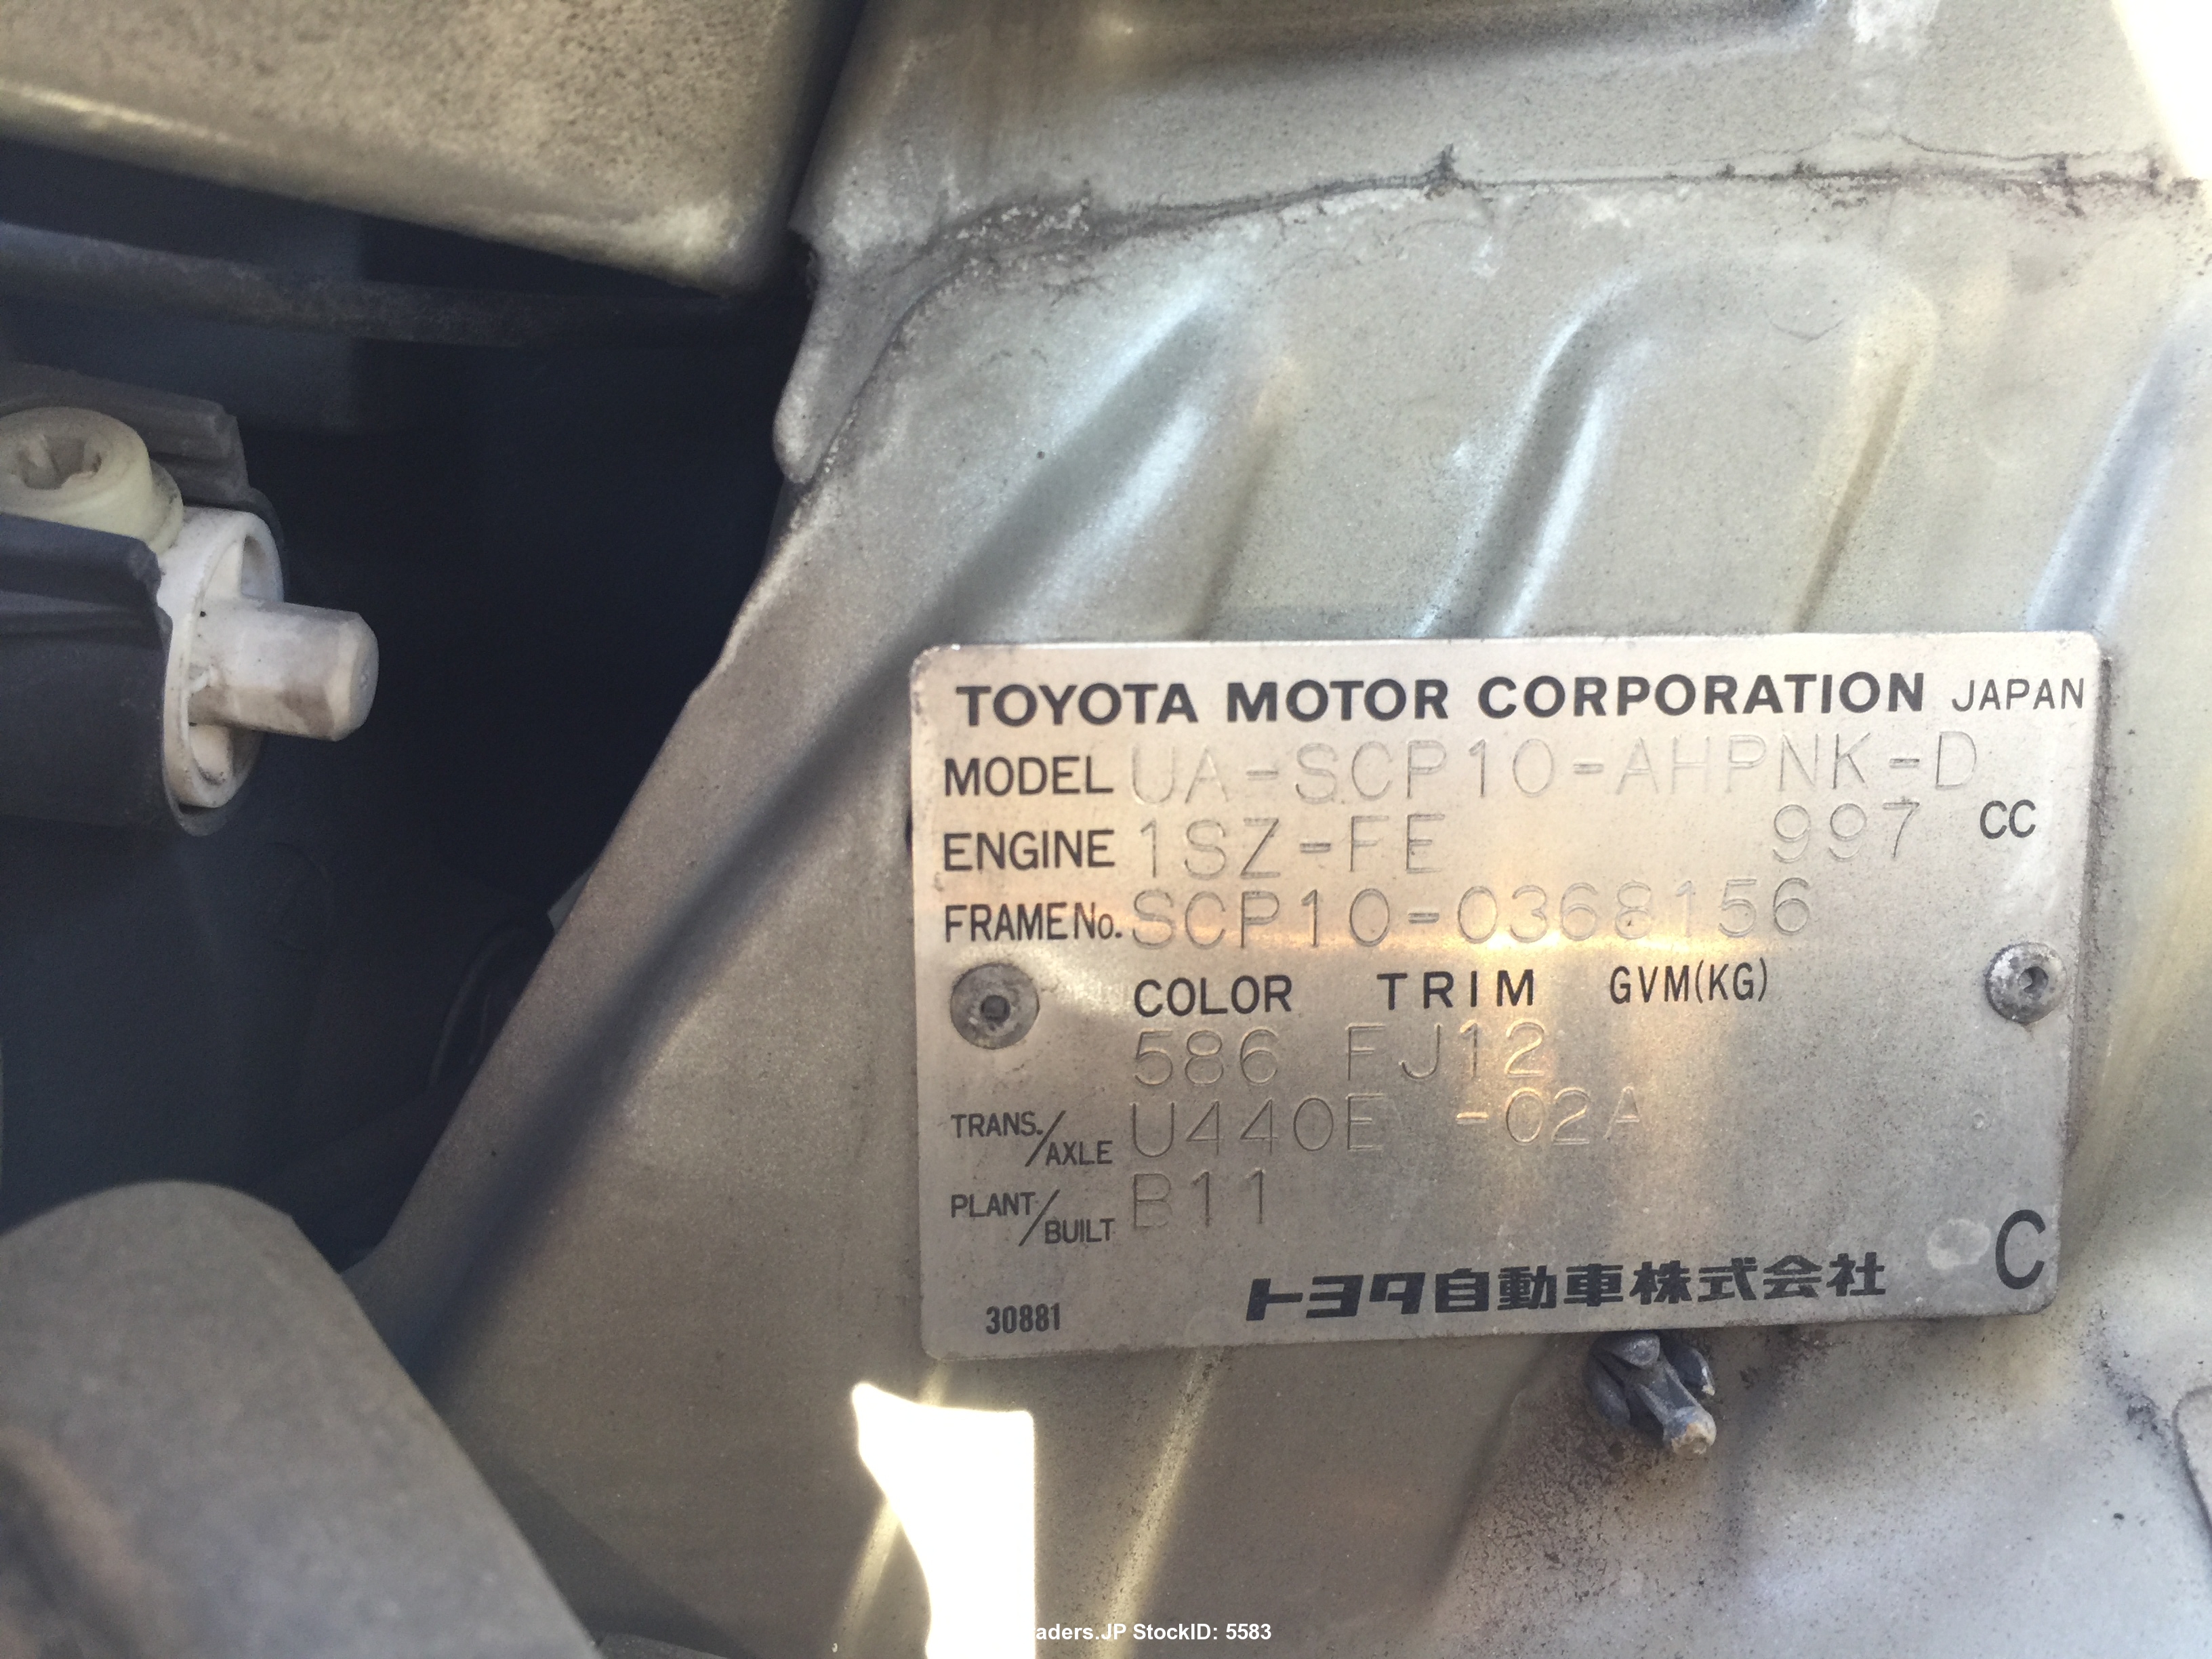 TOYOTA MOTOR CORPORATION JAPAN
MODEL UA-SCP10-AHPNK-D
ENGINE 1SZ-FE 997 CC
FRAME No. SCP10-0368156
COLOR TRIM GVM(KG)
586 FJ12
TRANS./AXLE U440E -02A
PLANT/BUILT B11
C
トヨタ自動車株式会社
30881
aders.JP StockID: 5583